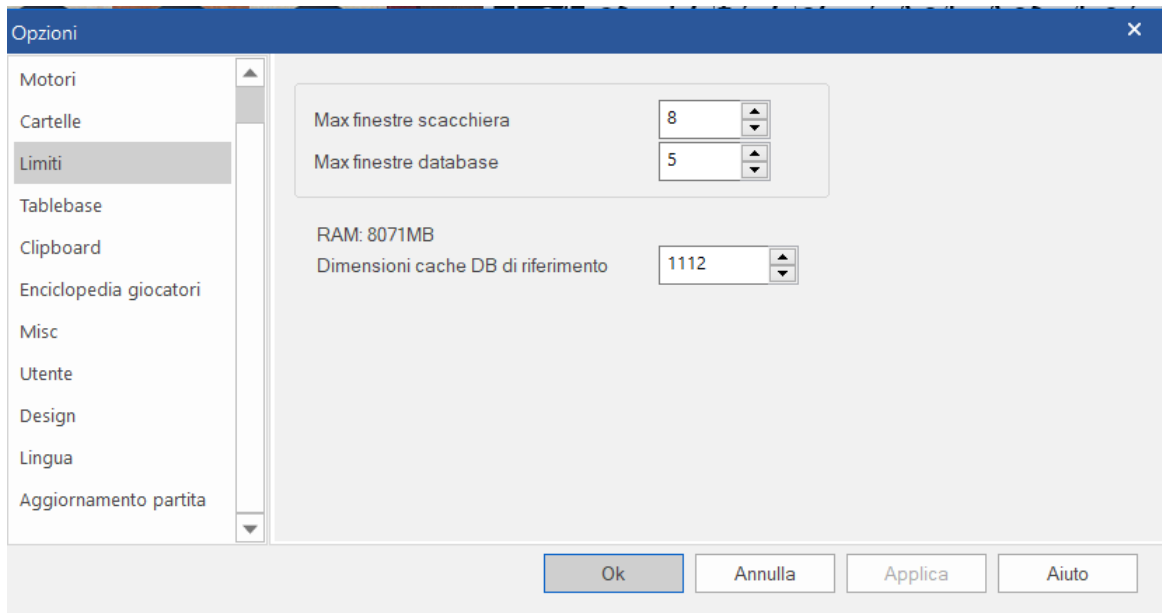 Opzioni
Motori
Cartelle
Limiti
Tablebase
Clipboard
Enciclopedia giocatori
Misc
Utente
Design
Lingua
Aggiornamento partita
Max finestre scacchiera 8
Max finestre database 5
RAM: 8071MB
Dimensioni cache DB di riferimento 1112
Ok Annulla Applica Aiuto